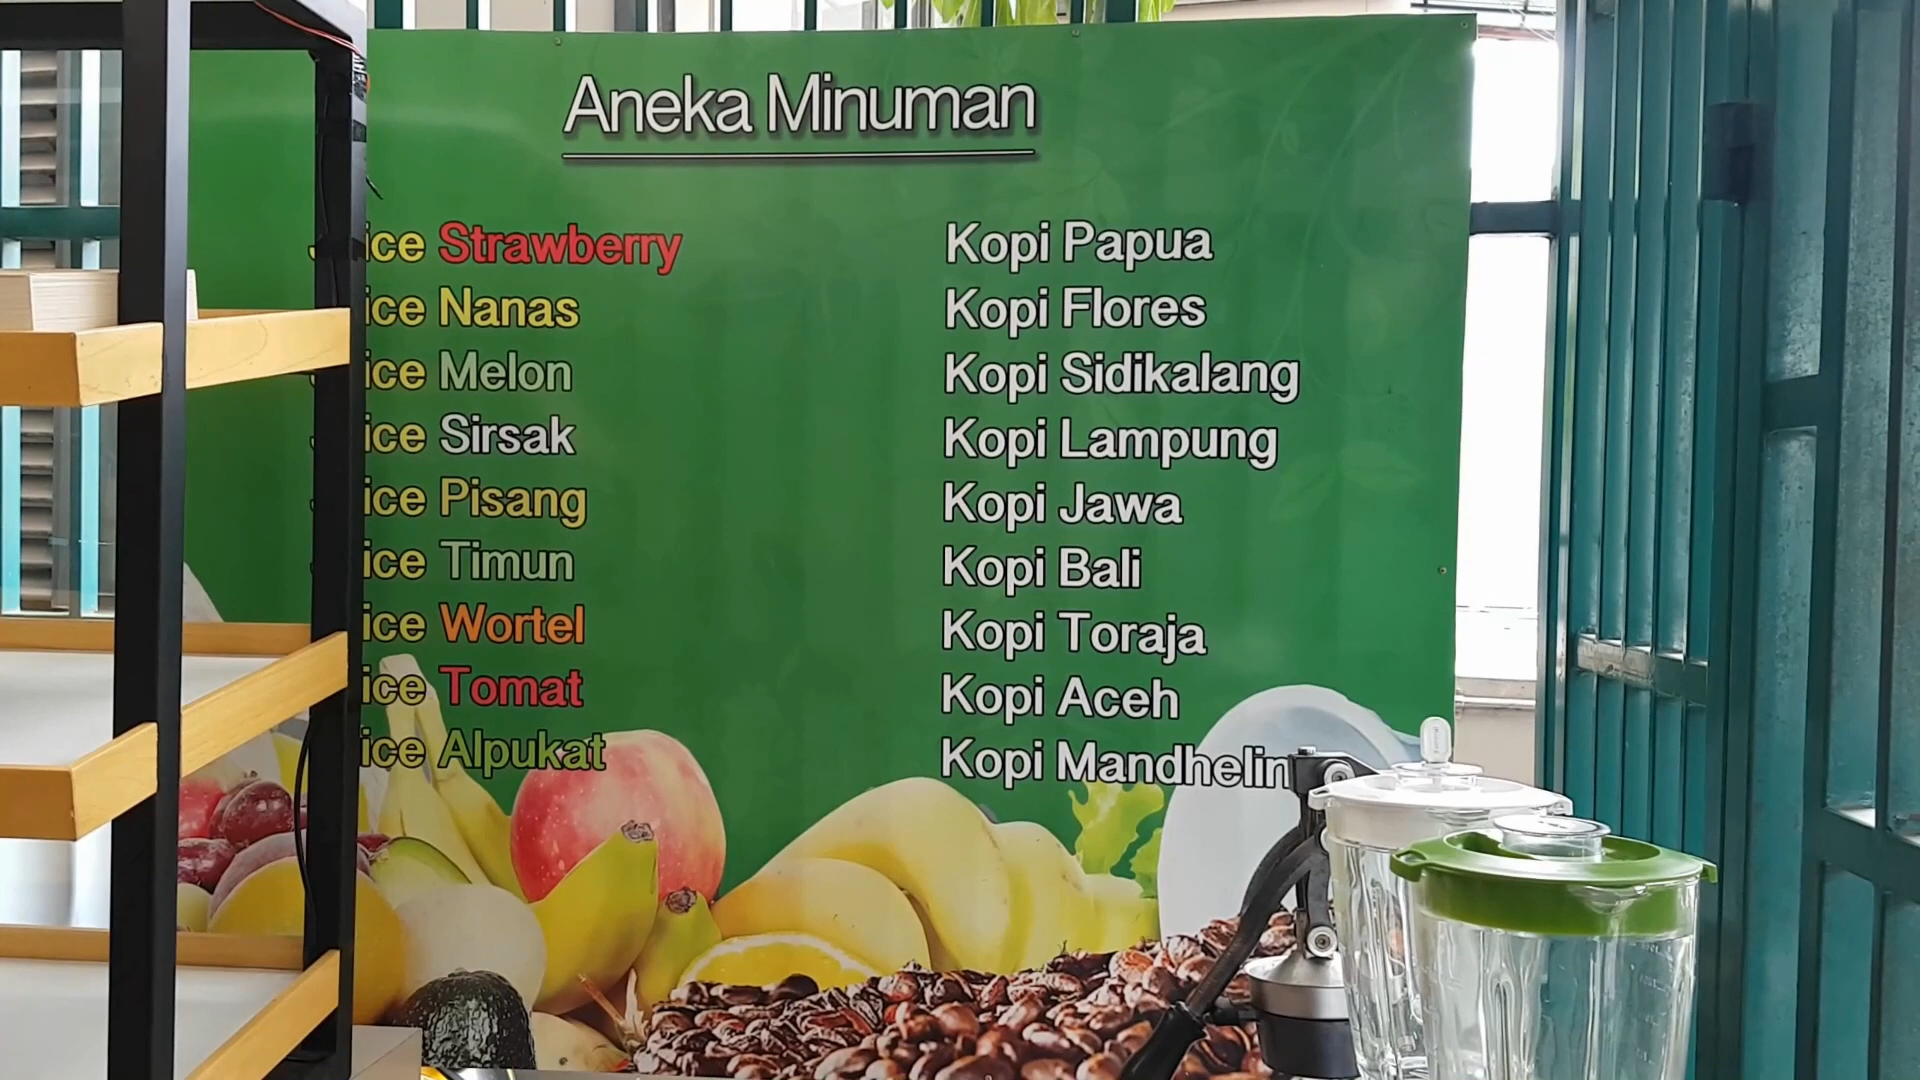 Aneka Minuman
Juice Strawberry
Juice Nanas
Juice Melon
Juice Sirsak
Juice Pisang
Juice Timun
Juice Wortel
Juice Tomat
Juice Alpukat
Kopi Papua
Kopi Flores
Kopi Sidikalang
Kopi Lampung
Kopi Jawa
Kopi Bali
Kopi Toraja
Kopi Aceh
Kopi Mandhelin